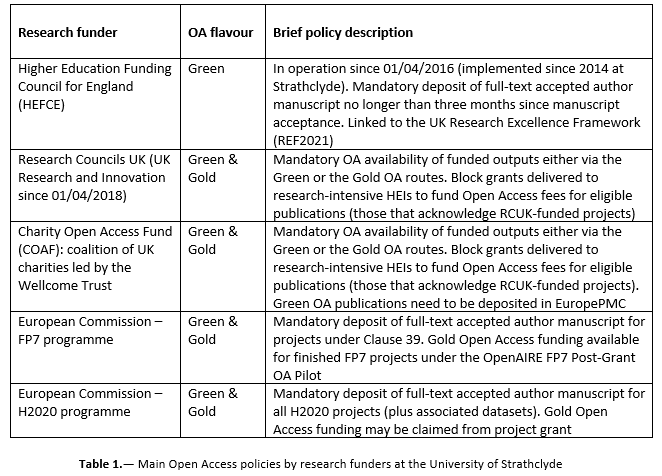 Research funder
OA flavour
Brief policy description
Higher Education Funding
Council for England
(HEFCE)
Green
In operation since 01/04/2016 (implemented since 2014 at
Strathclyde). Mandatory deposit of full-text accepted author
manuscript no longer than three months since manuscript
acceptance. Linked to the UK Research Excellence Framework
(REF2021)
Research Councils UK (UK
Research and Innovation
since 01/04/2018)
Green &
Gold
Mandatory OA availability of funded outputs either via the
Green or the Gold OA routes. Block grants delivered to
research-intensive HEIs to fund Open Access fees for eligible
publications (those that acknowledge RCUK-funded projects)
Charity Open Access Fund
(COAF): coalition of UK
charities led by the
Wellcome Trust
Green &
Gold
Mandatory OA availability of funded outputs either via the
Green or the Gold OA routes. Block grants delivered to
research-intensive HEIs to fund Open Access fees for eligible
publications (those that acknowledge RCUK-funded projects).
Green OA publications need to be deposited in EuropePMC
European Commission –
FP7 programme
Green &
Gold
Mandatory deposit of full-text accepted author manuscript for
projects under Clause 39. Gold Open Access funding available
for finished FP7 projects under the OpenAIRE FP7 Post-Grant
OA Pilot
European Commission –
H2020 programme
Green &
Gold
Mandatory deposit of full-text accepted author manuscript for
all H2020 projects (plus associated datasets). Gold Open
Access funding may be claimed from project grant
Table 1.— Main Open Access policies by research funders at the University of Strathclyde